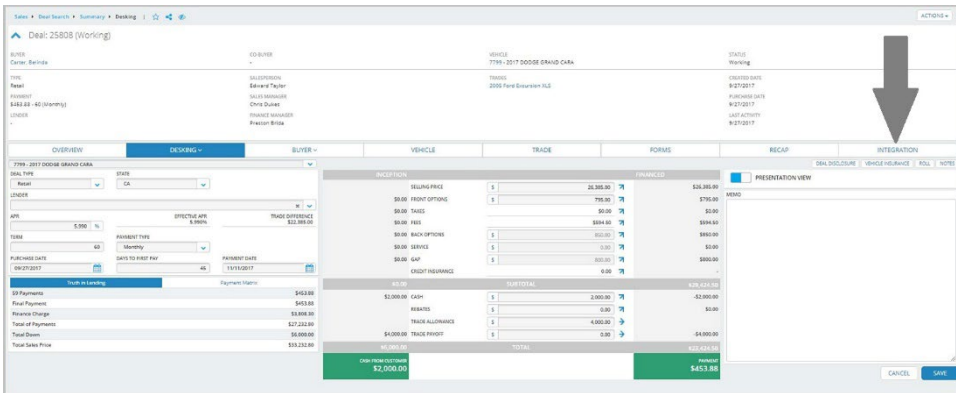 Sales ▸ Deal Search ▸ Summary ▸ Desking
ACTIONS
Deal: 25808 (Working)
BUYER
Carter, Belinda
CO-BUYER
-
VEHICLE
7799 - 2017 DODGE GRAND CARA
STATUS
Working
TYPE
Retail
SALESPERSON
Edward Taylor
TRADES
2000 Ford Excursion XLS
CREATED DATE
9/27/2017
PAYMENT
$453.88 - 60 (Monthly)
SALES MANAGER
Chris Dukes
PURCHASE DATE
9/27/2017
LENDER
-
FINANCE MANAGER
Preston Brids
LAST ACTIVITY
9/27/2017
OVERVIEW DESKING BUYER VEHICLE TRADE FORMS RECAP INTEGRATION
7799 - 2017 DODGE GRAND CARA
DEAL DISCLOSURE VEHICLE INSURANCE ROLL NOTES
DEAL TYPE STATE
Retail CA
LENDER
APR EFFECTIVE APR TRADE DIFFERENCE
5.990 % 5.990% $22,385.00
TERM PAYMENT TYPE
60 Monthly
PURCHASE DATE DAYS TO FIRST PAY PAYMENT DATE
09/27/2017 45 11/11/2017
Truth in Lending Payment Matrix
59 Payments $453.88
Final Payment $453.88
Finance Charge
Total of Payments $27,232.80
Total Down $6,000.00
Total Sales Price $33,232.80
INCEPTION FINANCED
SELLING PRICE $ 26,385.00 $26,385.00
$0.00 FRONT OPTIONS $ 795.00 $795.00
$0.00 TAXES $0.00 $0.00
$0.00 FEES $894.50 $894.50
$0.00 BACK OPTIONS $ $
$0.00 SERVICE $ 0.00 $0.00
$0.00 GAP $ 800.00 $800.00
CREDIT INSURANCE 0.00 -
$0.00 SUBTOTAL
$2,000.00 CASH $ 2,000.00 -$2,000.00
REBATES $ 0.00 $0.00
TRADE ALLOWANCE 4,000.00
$4,000.00 TRADE PAYOFF $ 0.00 -$4,000.00
TOTAL
CASH FROM CUSTOMER
$2,000.00
PAYMENT
$453.88
PRESENTATION VIEW
MEMO
CANCEL SAVE